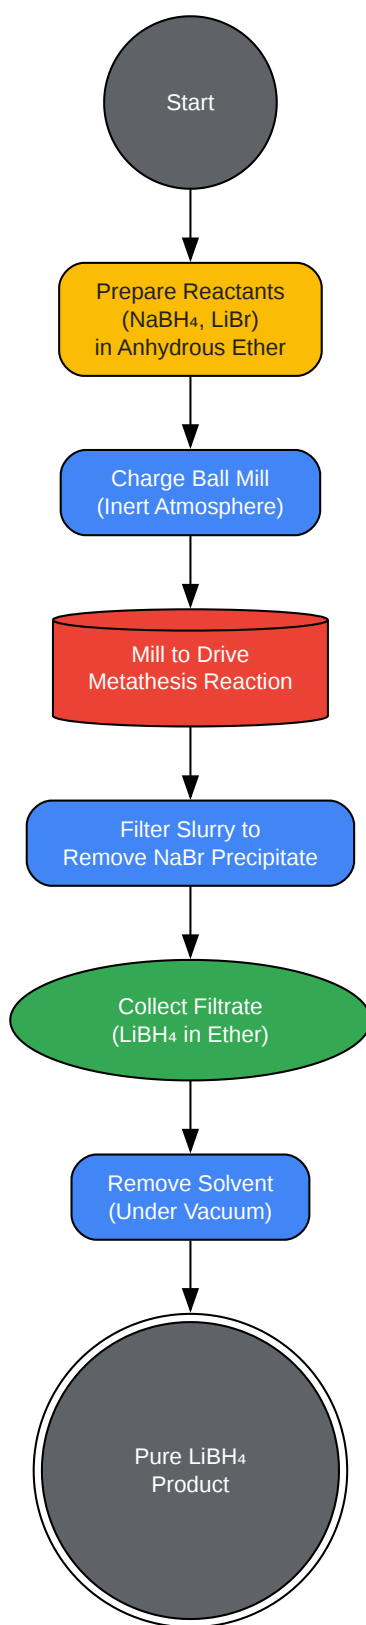 Start
Prepare Reactants
(NaBH₄, LiBr)
in Anhydrous Ether
Charge Ball Mill
(Inert Atmosphere)
Mill to Drive
Metathesis Reaction
Filter Slurry to
Remove NaBr Precipitate
Collect Filtrate
(LiBH₄ in Ether)
Remove Solvent
(Under Vacuum)
Pure LiBH₄
Product